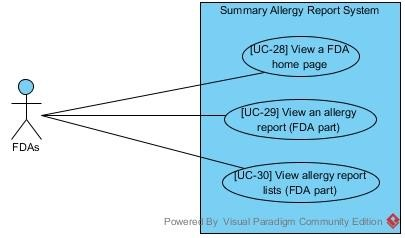 Summary Allergy Report System
[UC-28] View a FDA
home page
[UC-29] View an allergy
report (FDA part)
FDAs
[UC-30] View allergy report
lists (FDA part)
Powered By Visual Paradigm Community Edition